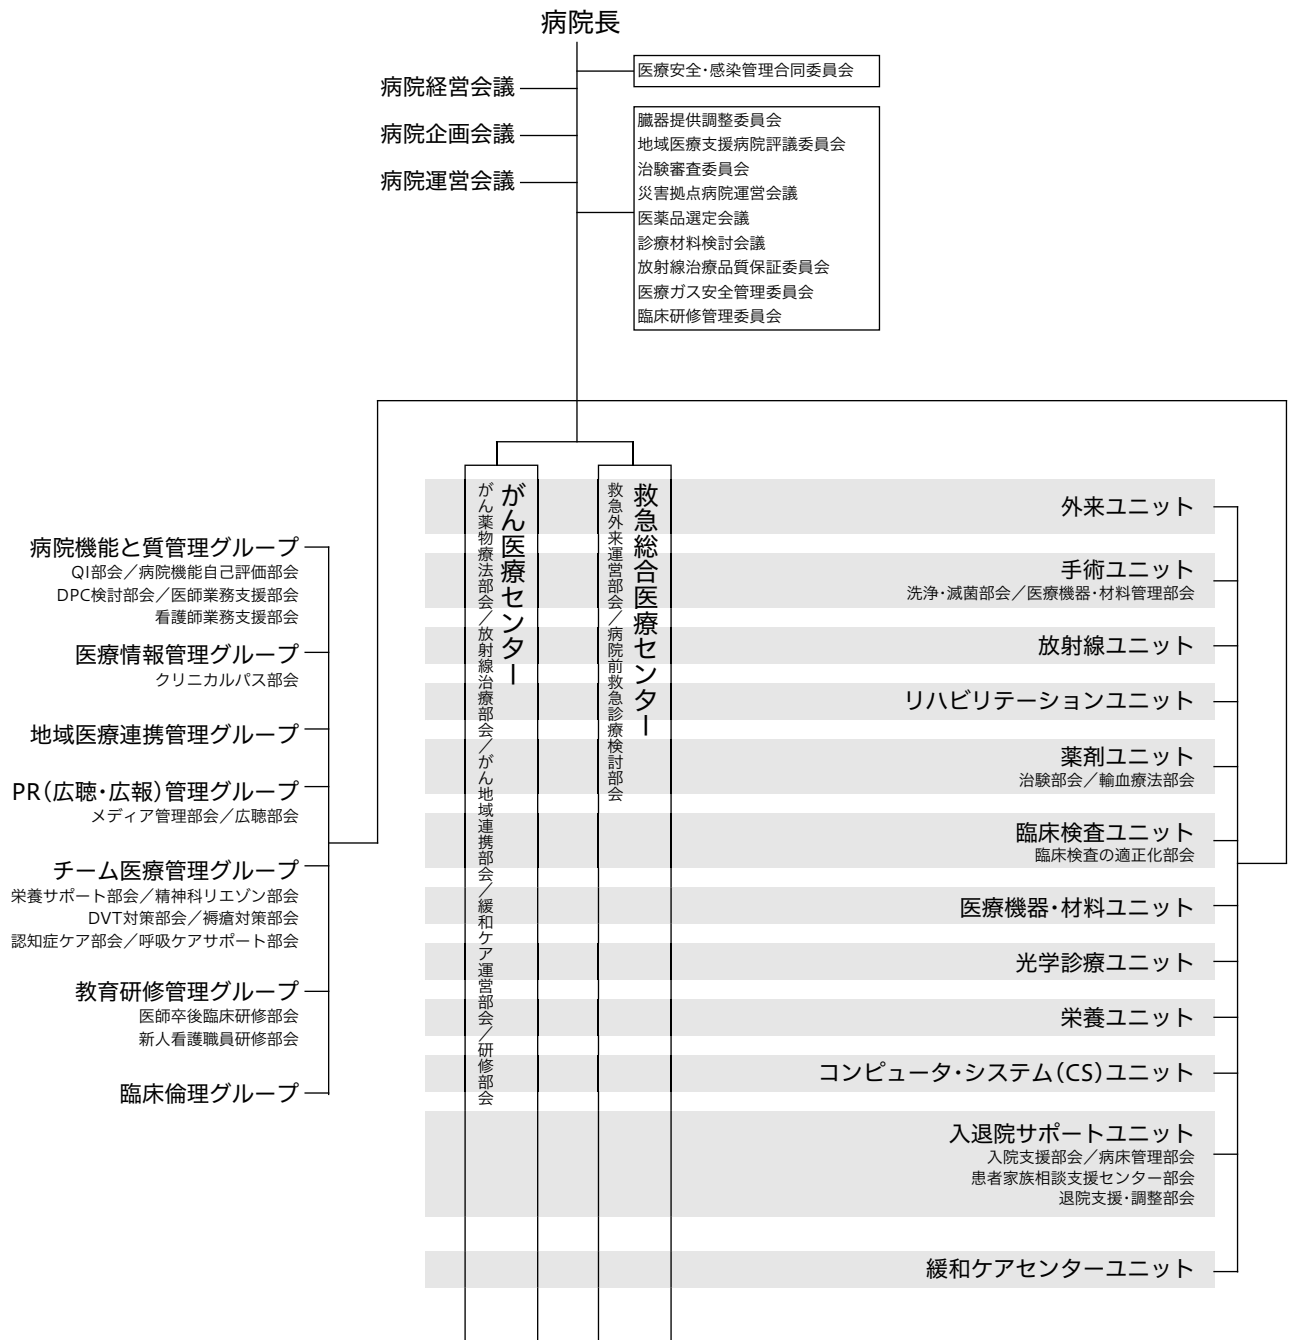 病院長
病院経営会議
病院企画会議
病院運営会議
医療安全・感染管理合同委員会
臓器提供調整委員会
地域医療支援病院評議委員会
治験審査委員会
災害拠点病院運営会議
医薬品選定会議
診療材料検討会議
放射線治療品質保証委員会
医療ガス安全管理委員会
臨床研修管理委員会
病院機能と質管理グループ
QI部会／病院機能自己評価部会
DPC検討部会／医師業務支援部会
看護師業務支援部会
医療情報管理グループ
クリニカルパス部会
地域医療連携管理グループ
PR（広聴・広報）管理グループ
メディア管理部会／広聴部会
チーム医療管理グループ
栄養サポート部会／精神科リエゾン部会
DVT対策部会／褥瘡対策部会
認知症ケア部会／呼吸ケアサポート部会
教育研修管理グループ
医師卒後臨床研修部会
新人看護職員研修部会
臨床倫理グループ
がん医療センター
がん薬物療法部会／放射線治療部会／がん地域連携部会／緩和ケア運営部会／研修部会
救急総合医療センター
救急外来運営部会／病院前救急診療検討部会
外来ユニット
手術ユニット
洗浄・滅菌部会／医療機器・材料管理部会
放射線ユニット
リハビリテーションユニット
薬剤ユニット
治験部会／輸血療法部会
臨床検査ユニット
臨床検査の適正化部会
医療機器・材料ユニット
光学診療ユニット
栄養ユニット
コンピュータ・システム（CS）ユニット
入退院サポートユニット
入院支援部会／病床管理部会
患者家族相談支援センター部会
退院支援・調整部会
緩和ケアセンターユニット